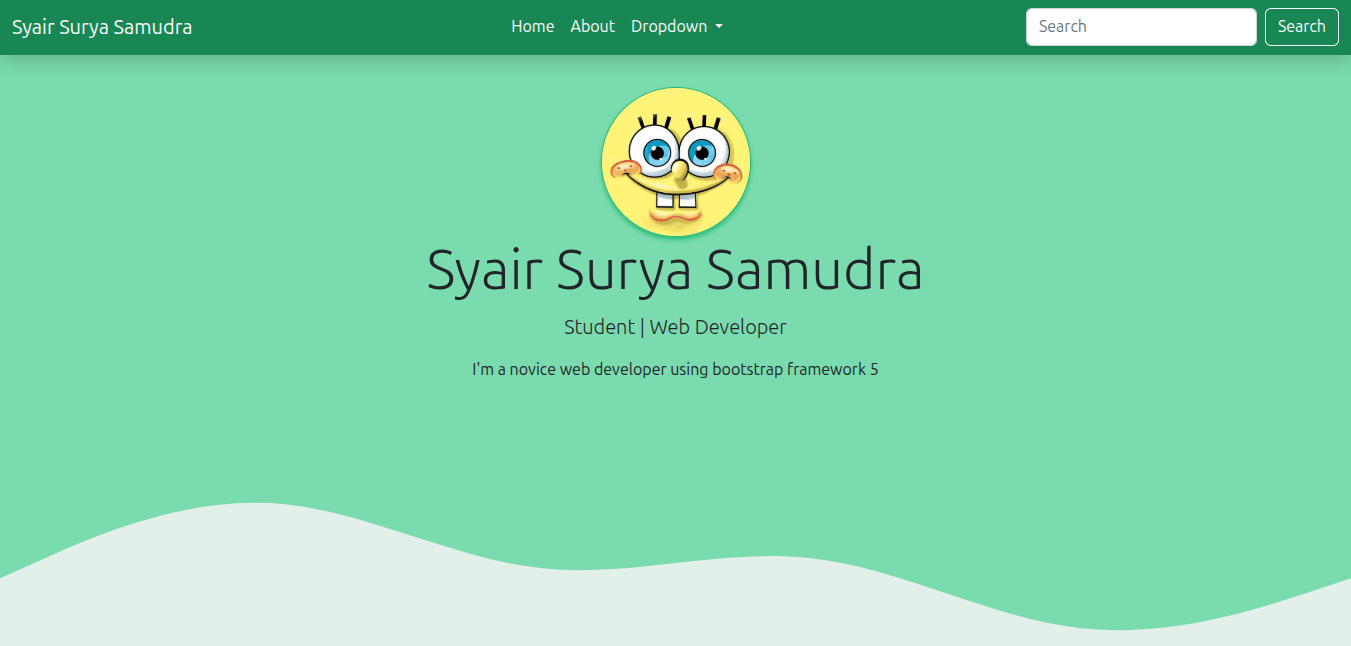 Syair Surya Samudra
Home About Dropdown
Search
Search
Syair Surya Samudra
Student | Web Developer
I'm a novice web developer using bootstrap framework 5